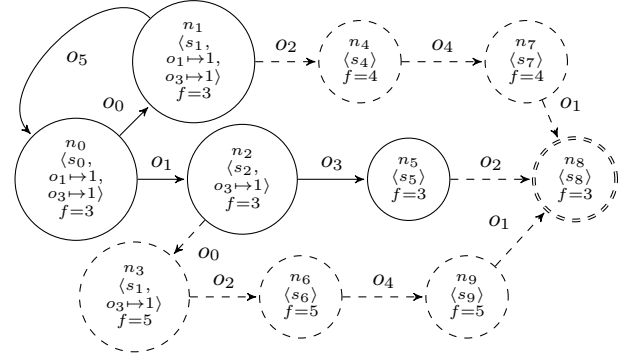 n₁
⟨s₁,
o₁↦1,
o₃↦1⟩
f=3
o₅
o₂
n₄
⟨s₄⟩
f=4
o₄
n₇
⟨s₇⟩
f=4
o₀
o₁
n₀
⟨s₀,
o₁↦1,
o₃↦1⟩
f=3
o₁
n₂
⟨s₂,
o₃↦1⟩
f=3
o₃
n₅
⟨s₅⟩
f=3
o₂
n₈
⟨s₈⟩
f=3
o₀
o₁
n₃
⟨s₁,
o₃↦1⟩
f=5
o₂
n₆
⟨s₆⟩
f=5
o₄
n₉
⟨s₉⟩
f=5